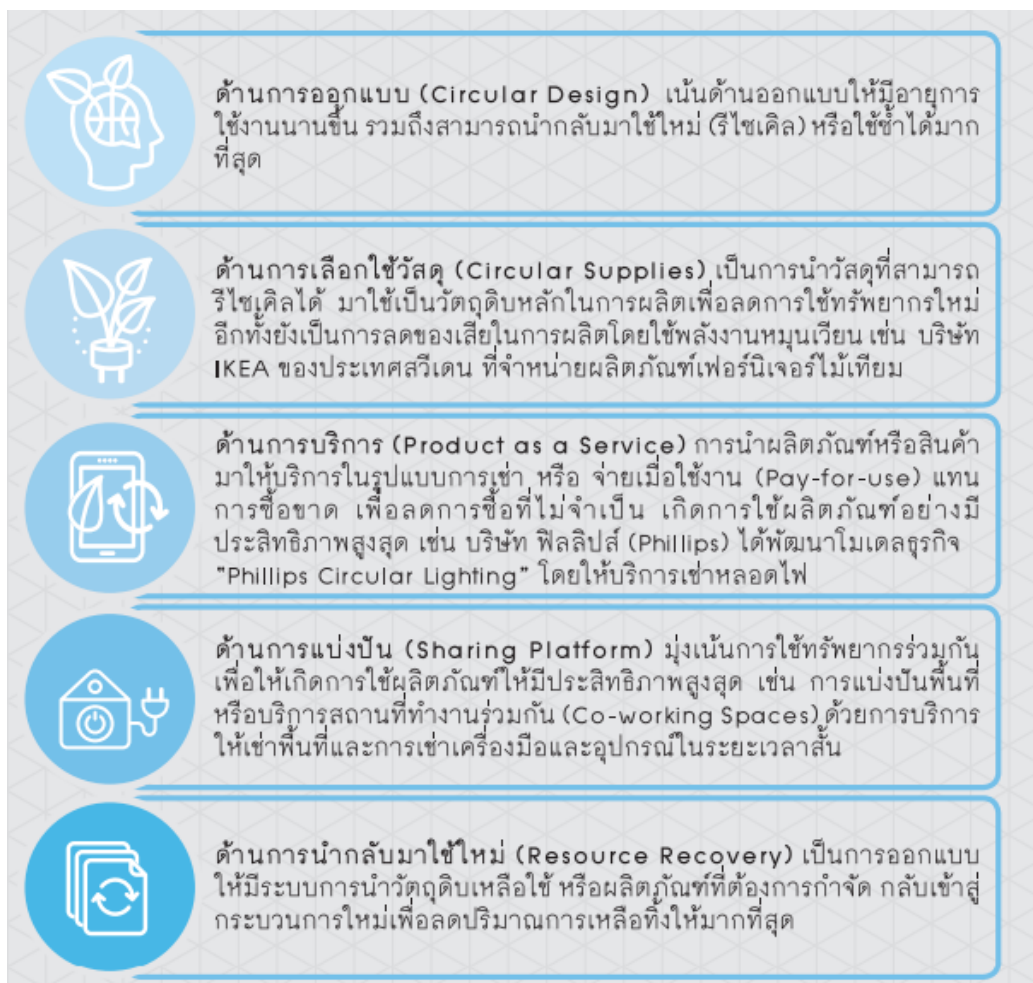 ด้านการออกแบบ (Circular Design) เน้นด้านออกแบบให้มีอายุการ
ใช้งานนานขึ้น รวมถึงสามารถนำกลับมาใช้ใหม่ (รีไซเคิล) หรือใช้ซ้ำได้มาก
ที่สุด
ด้านการเลือกใช้วัสดุ (Circular Supplies) เป็นการนำวัสดุที่สามารถ
รีไซเคิลได้ มาใช้เป็นวัตถุดิบหลักในการผลิตเพื่อลดการใช้ทรัพยากรใหม่
อีกทั้งยังเป็นการลดของเสียในการผลิตโดยใช้พลังงานหมุนเวียน เช่น บริษัท
IKEA ของประเทศสวีเดน ที่จำหน่ายผลิตภัณฑ์เฟอร์นิเจอร์ไม้เทียม
ด้านการบริการ (Product as a Service) การนำผลิตภัณฑ์หรือสินค้า
มาให้บริการในรูปแบบการเช่า หรือ จ่ายเมื่อใช้งาน (Pay-for-use) แทน
การซื้อขาด เพื่อลดการซื้อที่ไม่จำเป็น เกิดการใช้ผลิตภัณฑ์อย่างมี
ประสิทธิภาพสูงสุด เช่น บริษัท ฟิลลิปส์ (Phillips) ได้พัฒนาโมเดลธุรกิจ
"Phillips Circular Lighting" โดยให้บริการเช่าหลอดไฟ
ด้านการแบ่งปัน (Sharing Platform) มุ่งเน้นการใช้ทรัพยากรร่วมกัน
เพื่อให้เกิดการใช้ผลิตภัณฑ์ให้มีประสิทธิภาพสูงสุด เช่น การแบ่งปันพื้นที่
หรือบริการสถานที่ทำงานร่วมกัน (Co-working Spaces) ด้วยการบริการ
ให้เช่าพื้นที่และการเช่าเครื่องมือและอุปกรณ์ในระยะเวลาสั้น
ด้านการนำกลับมาใช้ใหม่ (Resource Recovery) เป็นการออกแบบ
ให้มีระบบการนำวัตถุดิบเหลือใช้ หรือผลิตภัณฑ์ที่ต้องการกำจัด กลับเข้าสู่
กระบวนการใหม่เพื่อลดปริมาณการเหลือทิ้งให้มากที่สุด